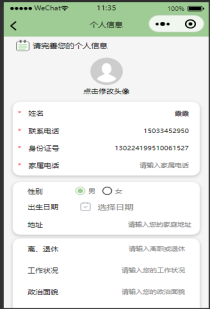 WeChat 11:35 100%
个人信息
请完善您的个人信息
点击修改头像
* 姓名
* 联系电话 15033452950
* 身份证号 130224199510061527
* 家属电话 请输入家属电话
性别 男 女
出生日期 选择日期
地址 请输入您的家庭地址
离、退休 请输入离职或退休
工作状况 请输入您的工作状况
政治面貌 请输入您的政治面貌